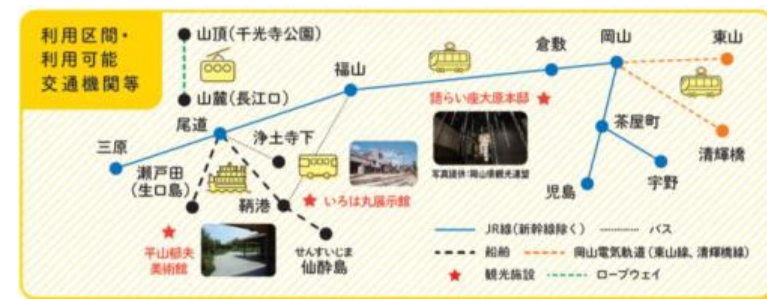 利用区間・
利用可能
交通機関等
山頂(千光寺公園)
山麓(長江口)
福山
倉敷
岡山
東山
語らい座大原本邸
尾道
浄土寺下
三原
瀬戸田
(生口島)
鞆港
いろは丸展示館
写真提供:岡山県観光連盟
茶屋町
清輝橋
児島
宇野
平山郁夫
美術館
せんすいじま
仙酔島
JR線(新幹線除く)
バス
船舶
岡山電気軌道(東山線、清輝橋線)
観光施設
ロープウェイ